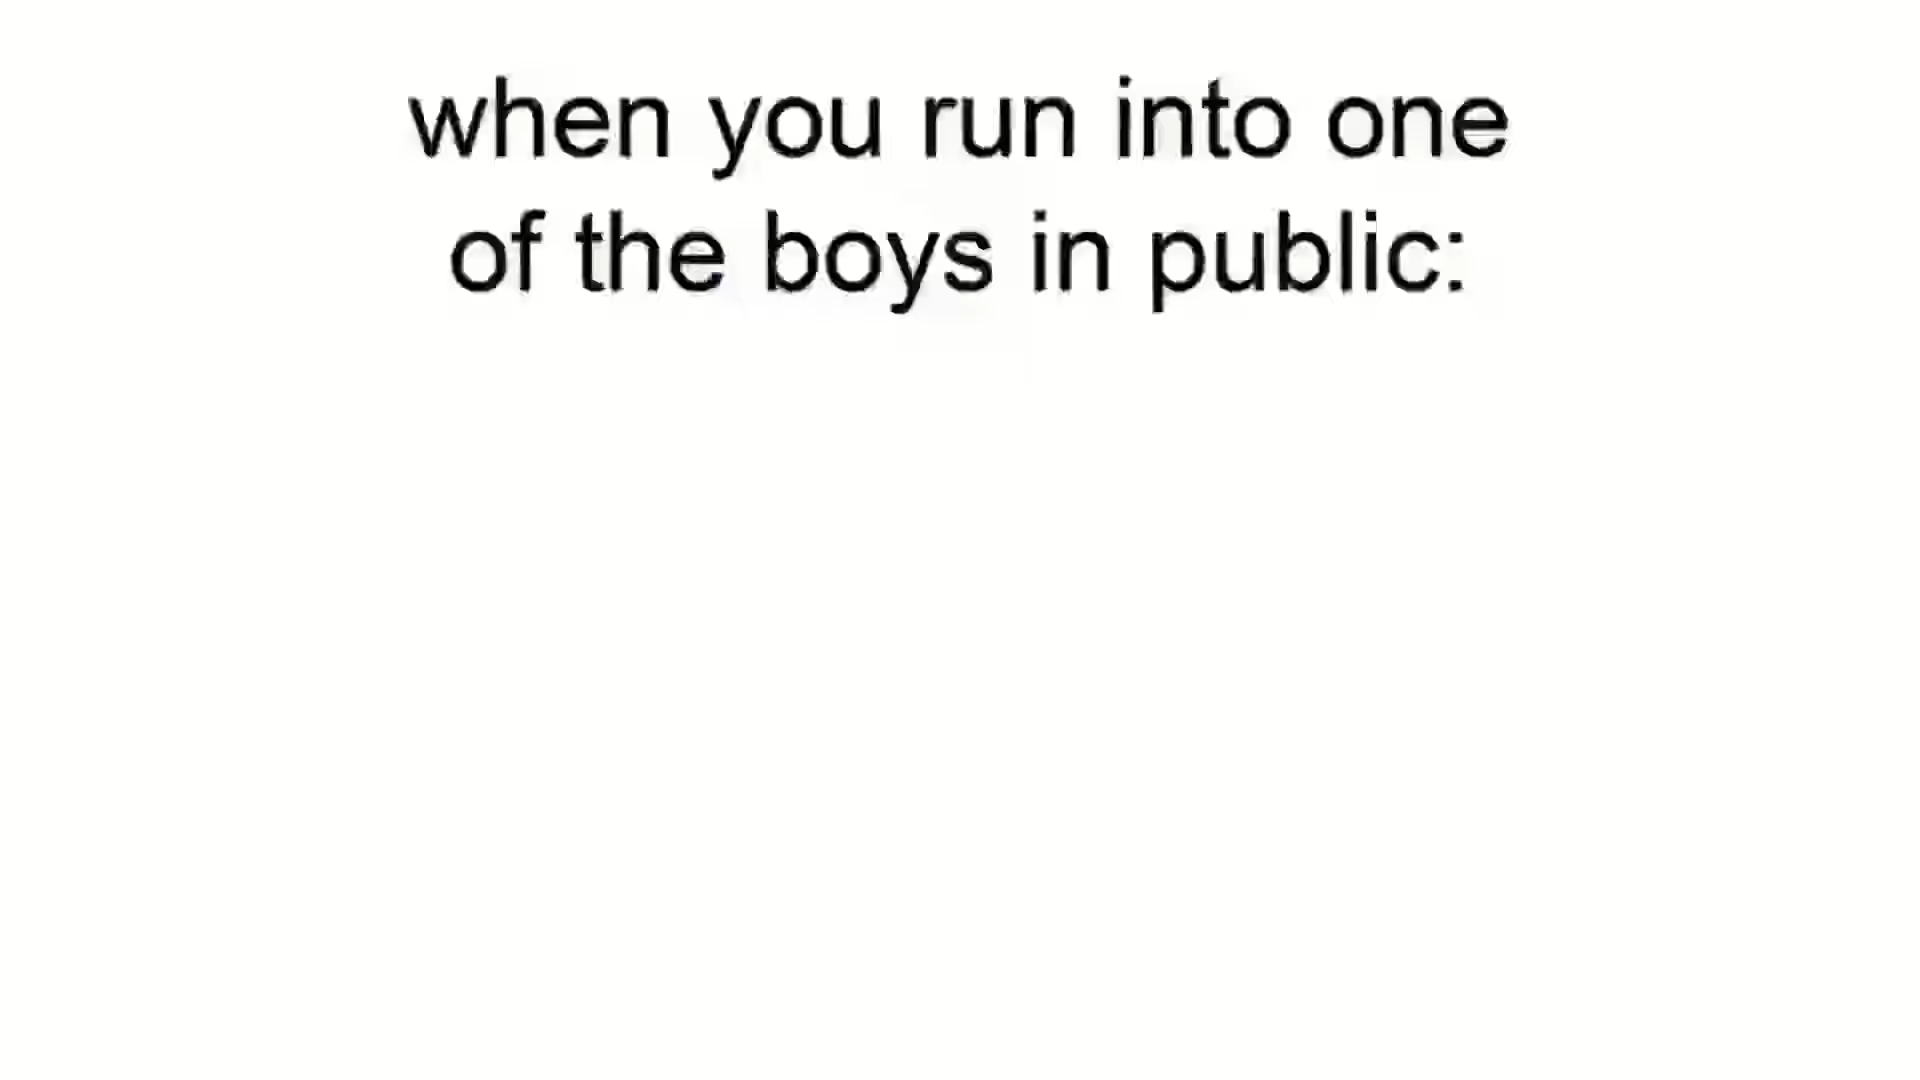 when you run into one
of the boys in public: